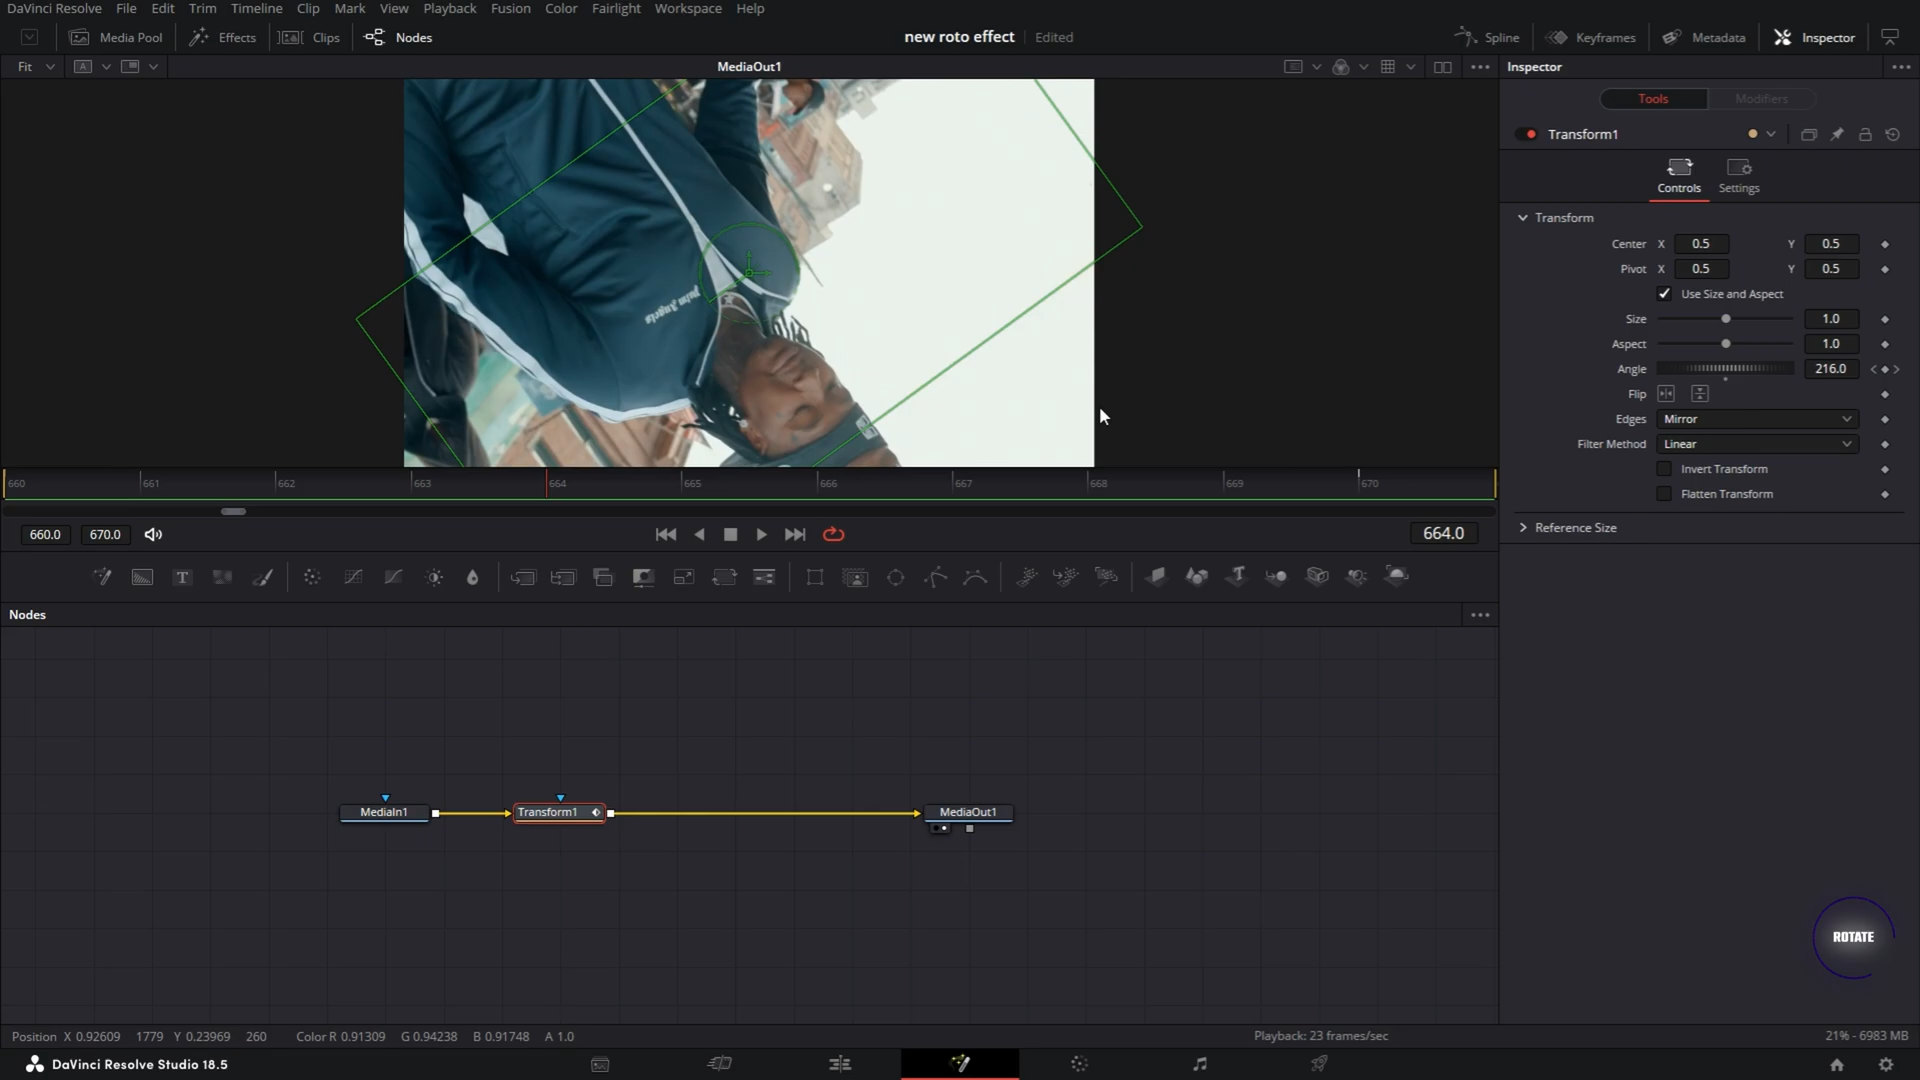 DaVinci Resolve File Edit Trim Timeline Clip Mark View Playback Fusion Color Fairlight Workspace Help
Media Pool Effects Clips Nodes new roto effect Edited Spline Keyframes Metadata Inspector
Fit A MediaOut1 Inspector
Tools Modifiers
Transform1
Controls Settings
Transform
Center X 0.5 Y 0.5
Pivot X 0.5 Y 0.5
Use Size and Aspect
Size 1.0
Aspect 1.0
Angle 216.0
Flip
Edges Mirror
Filter Method Linear
Invert Transform
Flatten Transform
Reference Size
Palm Angels
660 661 662 663 664 665 666 667 668 669 670
660.0 670.0 664.0
Nodes
MediaIn1 Transform1 MediaOut1
ROTATE
Position X 0.92609 1779 Y 0.23969 260 Color R 0.91309 G 0.94238 B 0.91748 A 1.0 Playback: 23 frames/sec 21% - 6983 MB
DaVinci Resolve Studio 18.5